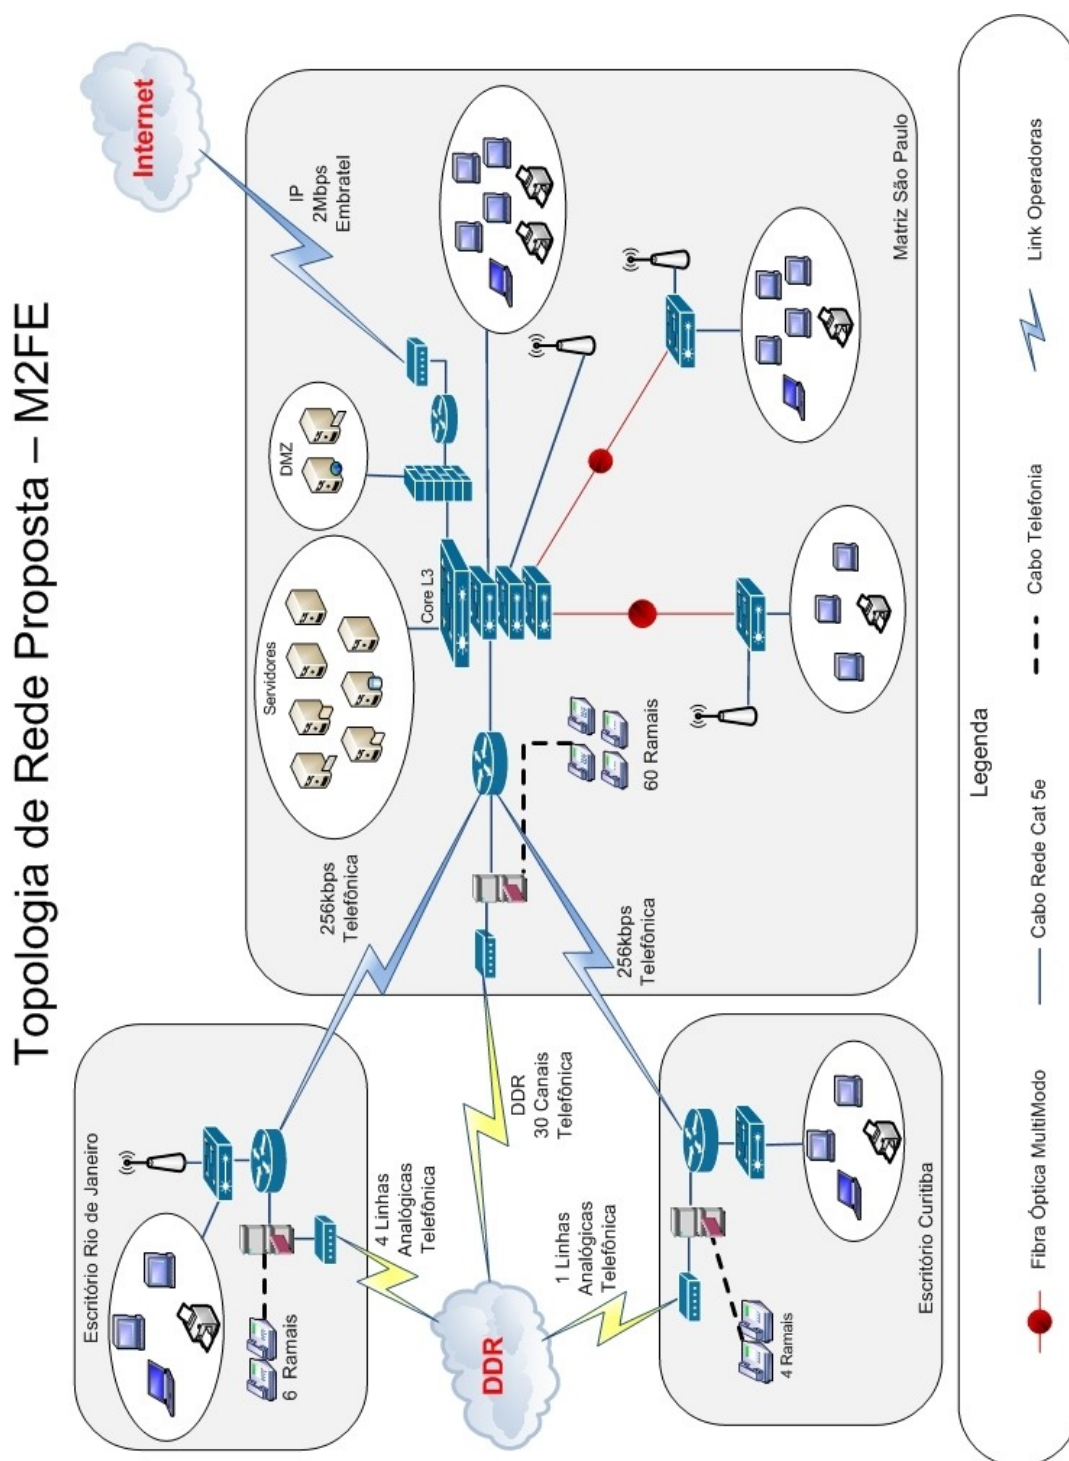 Topologia de Rede Proposta – M2FE
Escritório Rio de Janeiro
6 Ramais
4 Linhas
Analógicas
Telefônica
256kbps
Telefônica
DDR
DDR
30 Canais
Telefônica
1 Linhas
Analógicas
Telefônica
256kbps
Telefônica
Escritório Curitiba
4 Ramais
Servidores
DMZ
Core L3
60 Ramais
IP
2Mbps
Embratel
Internet
Matriz São Paulo
Legenda
Fibra Óptica MultiModo
Cabo Rede Cat 5e
Cabo Telefonia
Link Operadoras